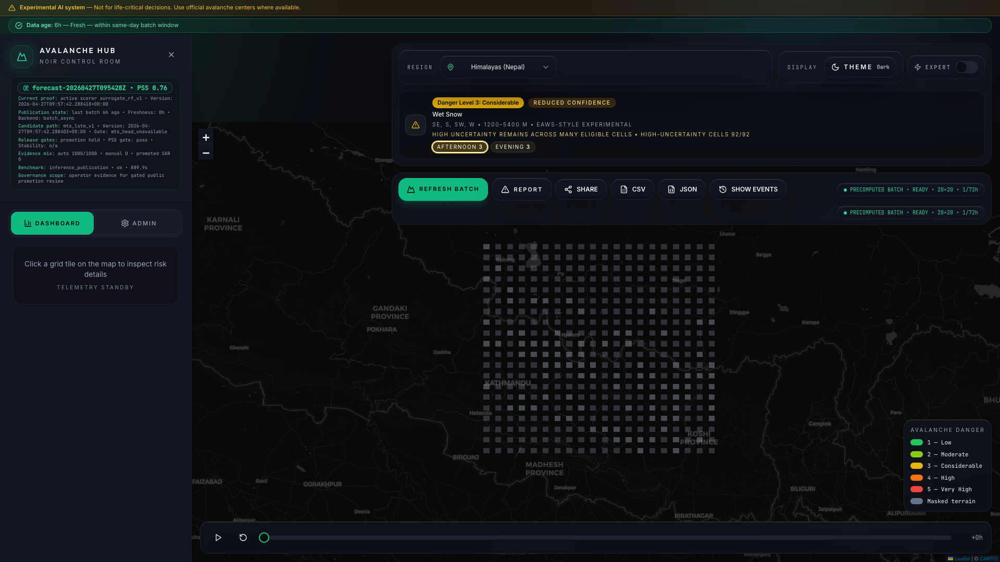 Experimental AI system — Not for life-critical decisions. Use official avalanche centers where available.
Data age: 6h — Fresh — within same-day batch window
AVALANCHE HUB
NOIR CONTROL ROOM
forecast-20260427T095428Z • PSS 0.76
Current proof: active scorer surrogate_rf_v1 • Version:
2026-04-27T09:57:42.288418+00:00
Publication state: last batch 6h ago • Freshness: 0h •
Backend: batch_async
Candidate path: mts_lstm_v1 • Version: 2026-04-
27T09:57:42.288403+00:00 • Gate: mts_head_unavailable
Release gates: promotion hold • PSS gate: pass •
Stability: n/a
Evidence mix: auto 1000/1000 • manual 0 • promoted SAR
0
Benchmark: inference_publication • ok • 889.9s
Governance scope: operator evidence for gated public
promotion review
DASHBOARD
ADMIN
Click a grid tile on the map to inspect risk
details
TELEMETRY STANDBY
REGION
Himalayas (Nepal)
DISPLAY
THEME Dark
EXPERT
Danger Level 3: Considerable
REDUCED CONFIDENCE
Wet Snow
SE, S, SW, W • 1200–5400 M • EAWS-STYLE EXPERIMENTAL
HIGH UNCERTAINTY REMAINS ACROSS MANY ELIGIBLE CELLS • HIGH-UNCERTAINTY CELLS 92/92
AFTERNOON 3
EVENING 3
REFRESH BATCH
REPORT
SHARE
CSV
JSON
SHOW EVENTS
PRECOMPUTED BATCH • READY • 20×20 • 1/72h
PRECOMPUTED BATCH • READY • 20×20 • 1/72h
+
−
Drongp
Namling
KARNALI
PROVINCE
Lhatse
Sa'gya
Kyirong
Tingri
GANDAKI
PROVINCE
POKHARA
Dinggye
Kampa
Nyalam
Ghorahi
Gorkha
KATHMANDU
Hetauda
BHU
Paro
Gangtok
KOSHI
PROVINCE
BIRGUNJ
MADHESH
PROVINCE
FAIZABAD
Basti
GORAKHPUR
Janakpur
SILIGURI
Deoria
BIRATNAGAR
Jalpaiguri
ALIPURDUAR
Bon
Akbarpur
ulta
Kishanganj
AVALANCHE DANGER
1 — Low
2 — Moderate
3 — Considerable
4 — High
5 — Very High
Masked terrain
+0h
Leaflet | © CARTO